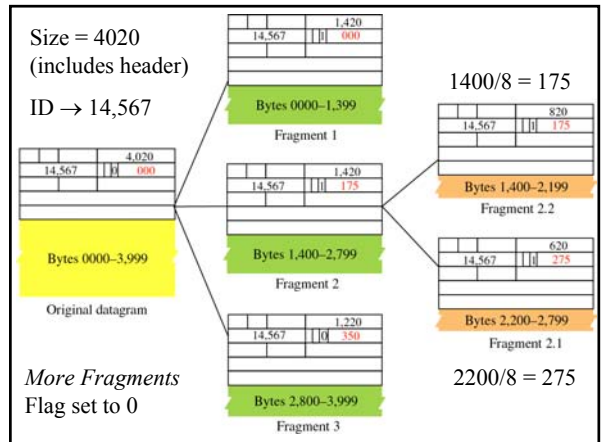 Size = 4020
(includes header)
ID → 14,567
4,020
14,567 0 000
Bytes 0000–3,999
Original datagram
More Fragments
Flag set to 0
1,420
14,567 1 000
Bytes 0000–1,399
Fragment 1
1,420
14,567 1 175
Bytes 1,400–2,799
Fragment 2
1,220
14,567 0 350
Bytes 2,800–3,999
Fragment 3
1400/8 = 175
820
14,567 1 175
Bytes 1,400–2,199
Fragment 2.2
620
14,567 1 275
Bytes 2,200–2,799
Fragment 2.1
2200/8 = 275